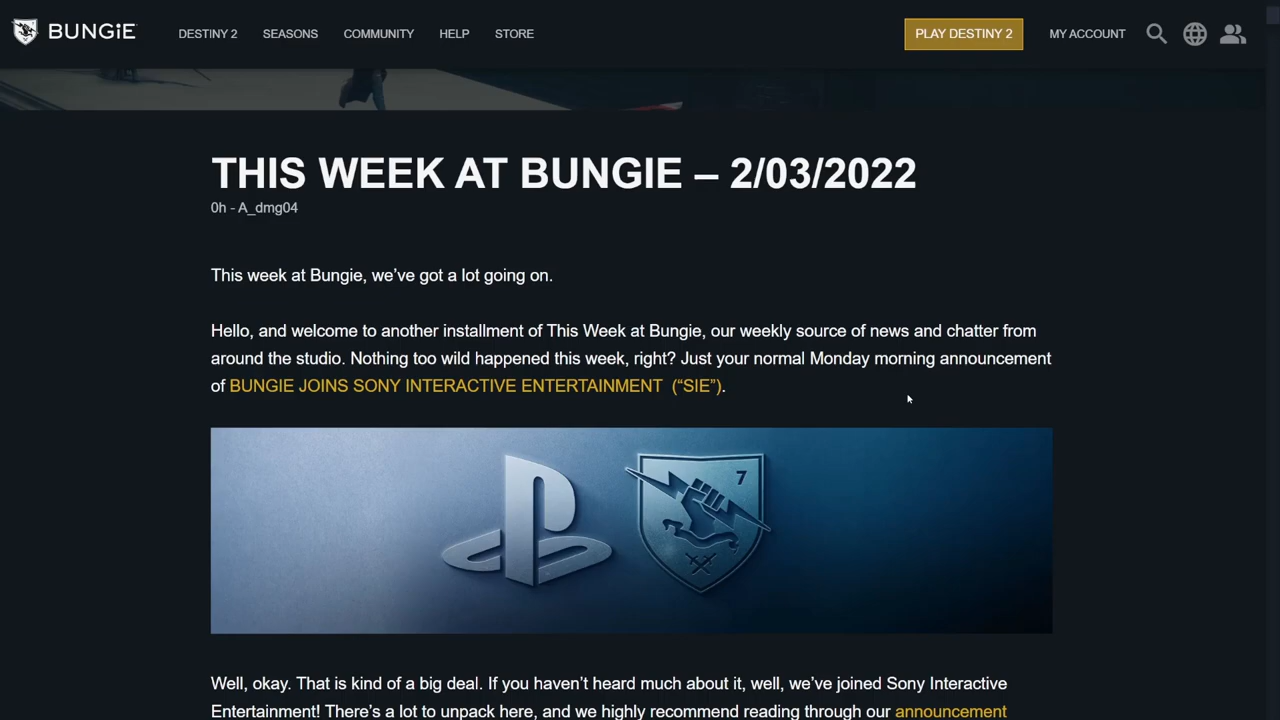 BUNGiE DESTINY 2 SEASONS COMMUNITY HELP STORE PLAY DESTINY 2 MY ACCOUNT
THIS WEEK AT BUNGIE – 2/03/2022
0h - A_dmg04
This week at Bungie, we’ve got a lot going on.
Hello, and welcome to another installment of This Week at Bungie, our weekly source of news and chatter from
around the studio. Nothing too wild happened this week, right? Just your normal Monday morning announcement
of BUNGIE JOINS SONY INTERACTIVE ENTERTAINMENT (“SIE”).
7
Well, okay. That is kind of a big deal. If you haven’t heard much about it, well, we’ve joined Sony Interactive
Entertainment! There’s a lot to unpack here, and we highly recommend reading through our announcement